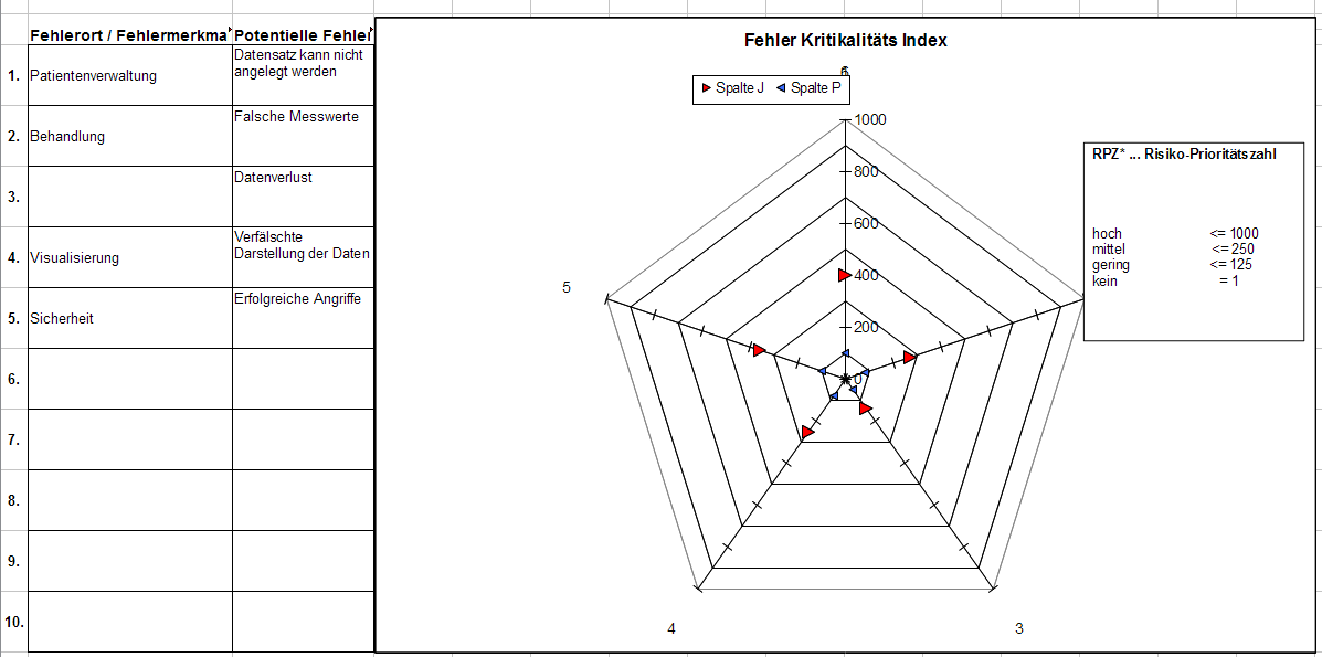 Fehlerort / Fehlermerkma
Potentielle Fehler
1.
Patientenverwaltung
Datensatz kann nicht
angelegt werden
2.
Behandlung
Falsche Messwerte
3.
Datenverlust
4.
Visualisierung
Verfälschte
Darstellung der Daten
5.
Sicherheit
Erfolgreiche Angriffe
6.
7.
8.
9.
10.
Fehler Kritikalitäts Index
Spalte J
Spalte P
1000
800
600
400
200
0
5
4
3
RPZ* ... Risiko-Prioritätszahl
hoch <= 1000
mittel <= 250
gering <= 125
kein = 1